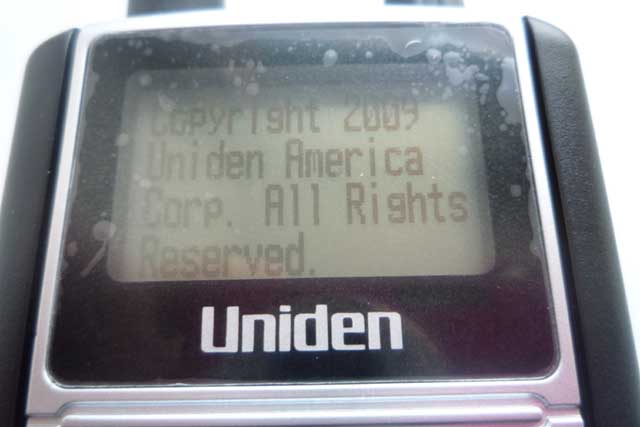 Copyright 2009
Uniden America
Corp. All Rights
Reserved.
Uniden